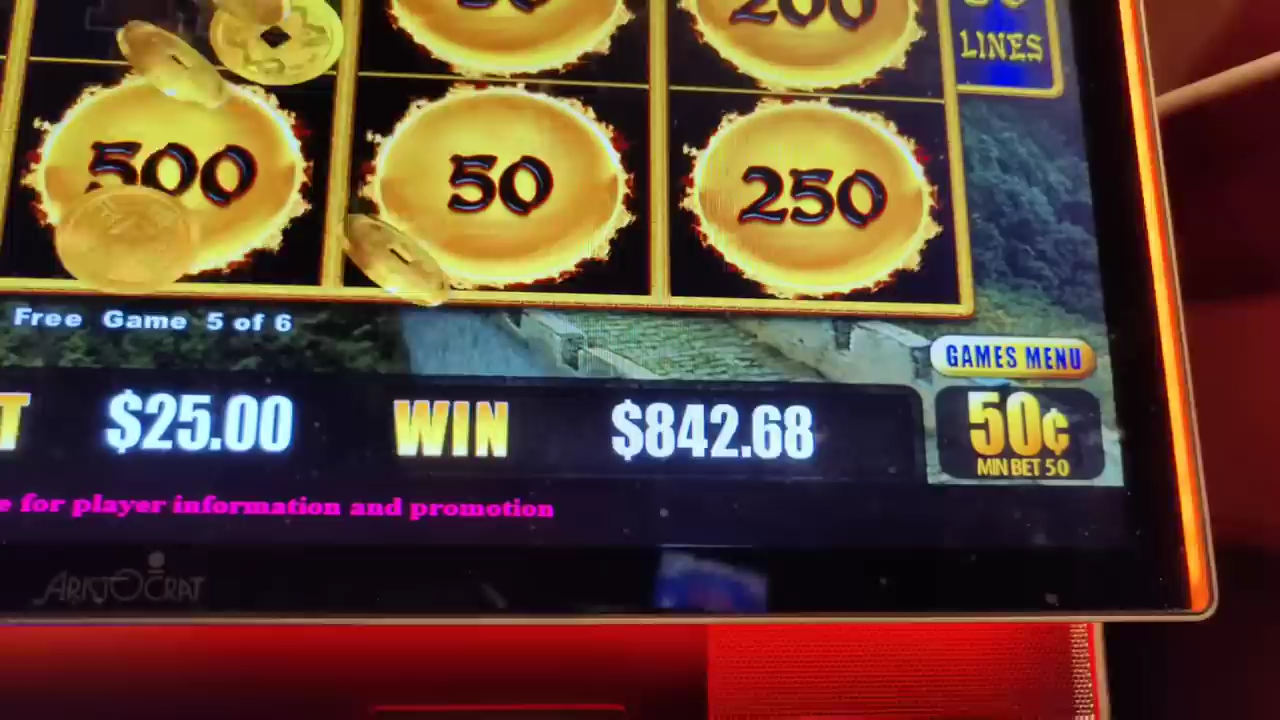 200
LINES
500
50
250
Free Game 5 of 6
GAMES MENU
$25.00 WIN $842.68
50¢
MIN BET 50
for player information and promotion
ARISTOCRAT